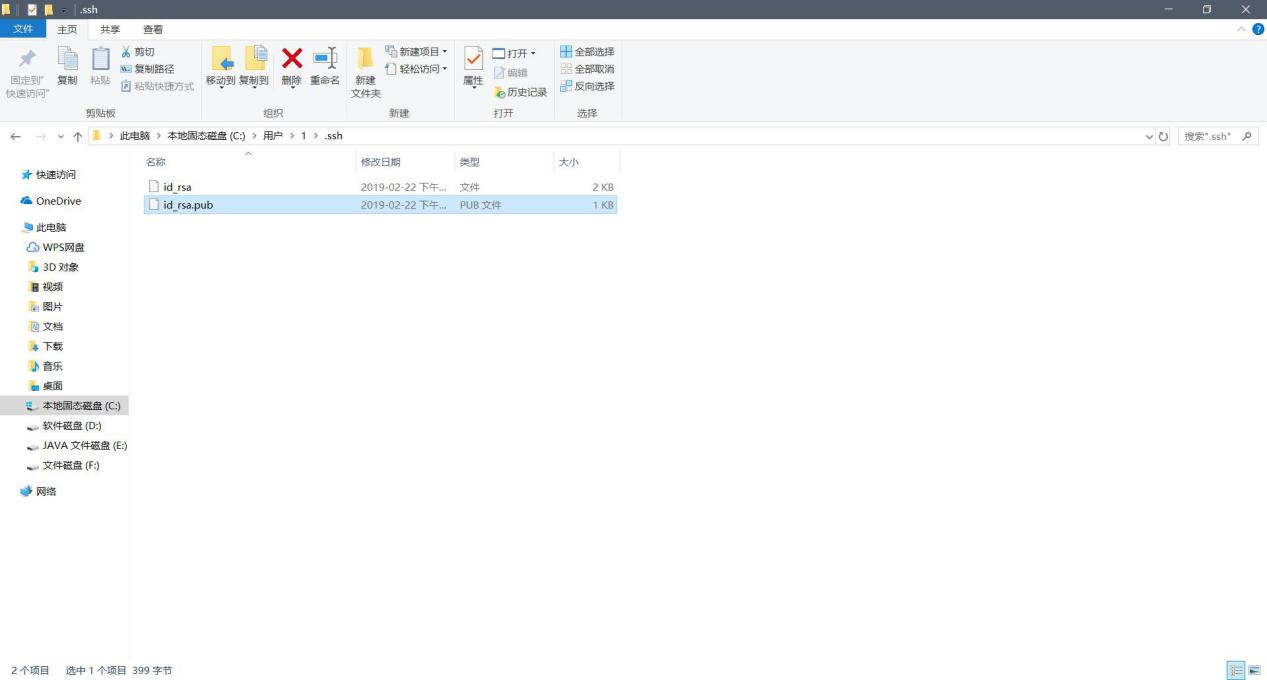 .ssh
文件 主页 共享 查看
固定到"快速访问"
复制
粘贴
剪切
复制路径
粘贴快捷方式
剪贴板
移动到 复制到 删除 重命名
组织
新建文件夹
新建项目
轻松访问
新建
属性
打开
编辑
历史记录
打开
全部选择
全部取消
反向选择
选择
此电脑 > 本地固态磁盘 (C:) > 用户 > 1 > .ssh
搜索".ssh"
名称 修改日期 类型 大小
id_rsa 2019-02-22 下午... 文件 2 KB
id_rsa.pub 2019-02-22 下午... PUB 文件 1 KB
快速访问
OneDrive
此电脑
WPS网盘
3D 对象
视频
图片
文档
下载
音乐
桌面
本地固态磁盘 (C:)
软件磁盘 (D:)
JAVA 文件磁盘 (E:)
文件磁盘 (F:)
网络
2 个项目 选中 1 个项目 399 字节